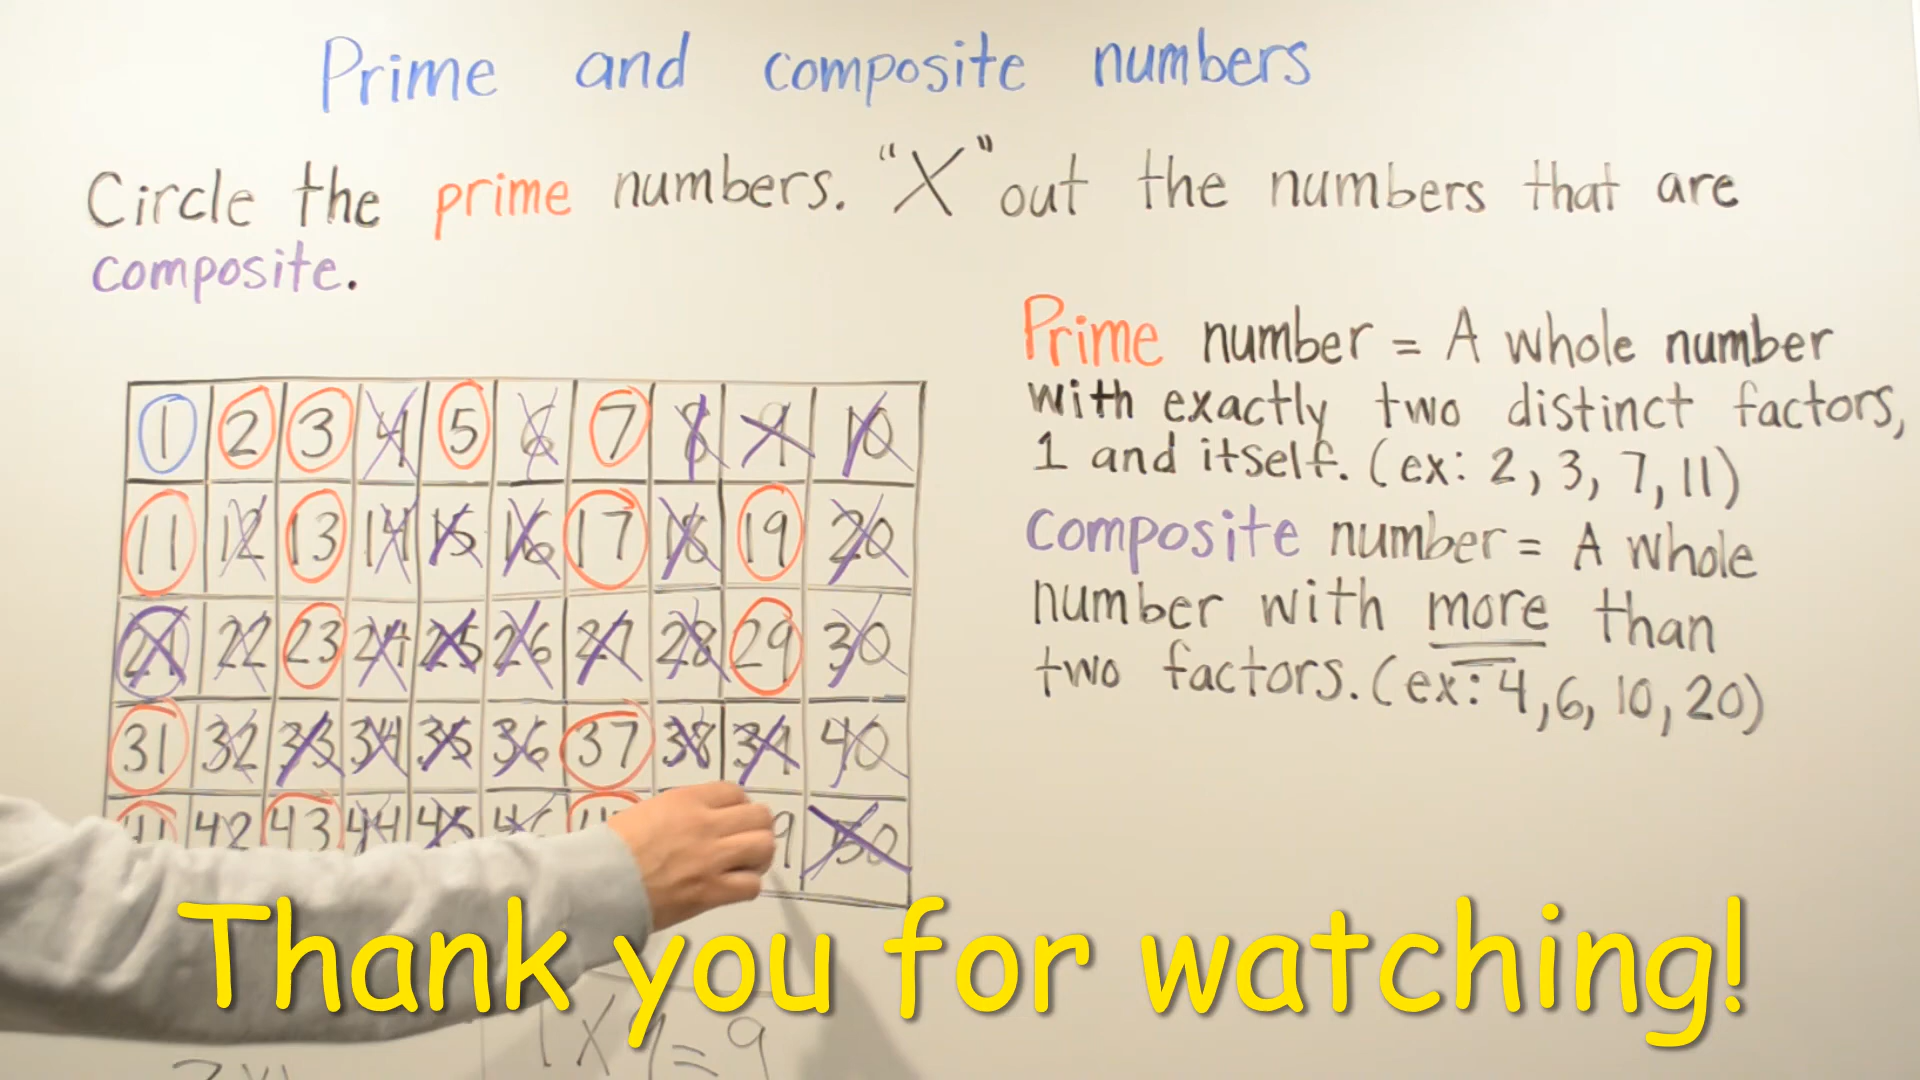 Prime and composite numbers
Circle the prime numbers. "X" out the numbers that are
composite.
Prime number = A whole number
with exactly two distinct factors,
1 and itself. (ex: 2, 3, 7, 11)
Composite number = A whole
number with more than
two factors. (ex: 4, 6, 10, 20)
1 2 3 4 5 6 7 8 9 10
11 12 13 14 15 16 17 18 19 20
21 22 23 24 25 26 27 28 29 30
31 32 33 34 35 36 37 38 39 40
41 42 43 44 45 46 50
Thank you for watching!
1x9=9